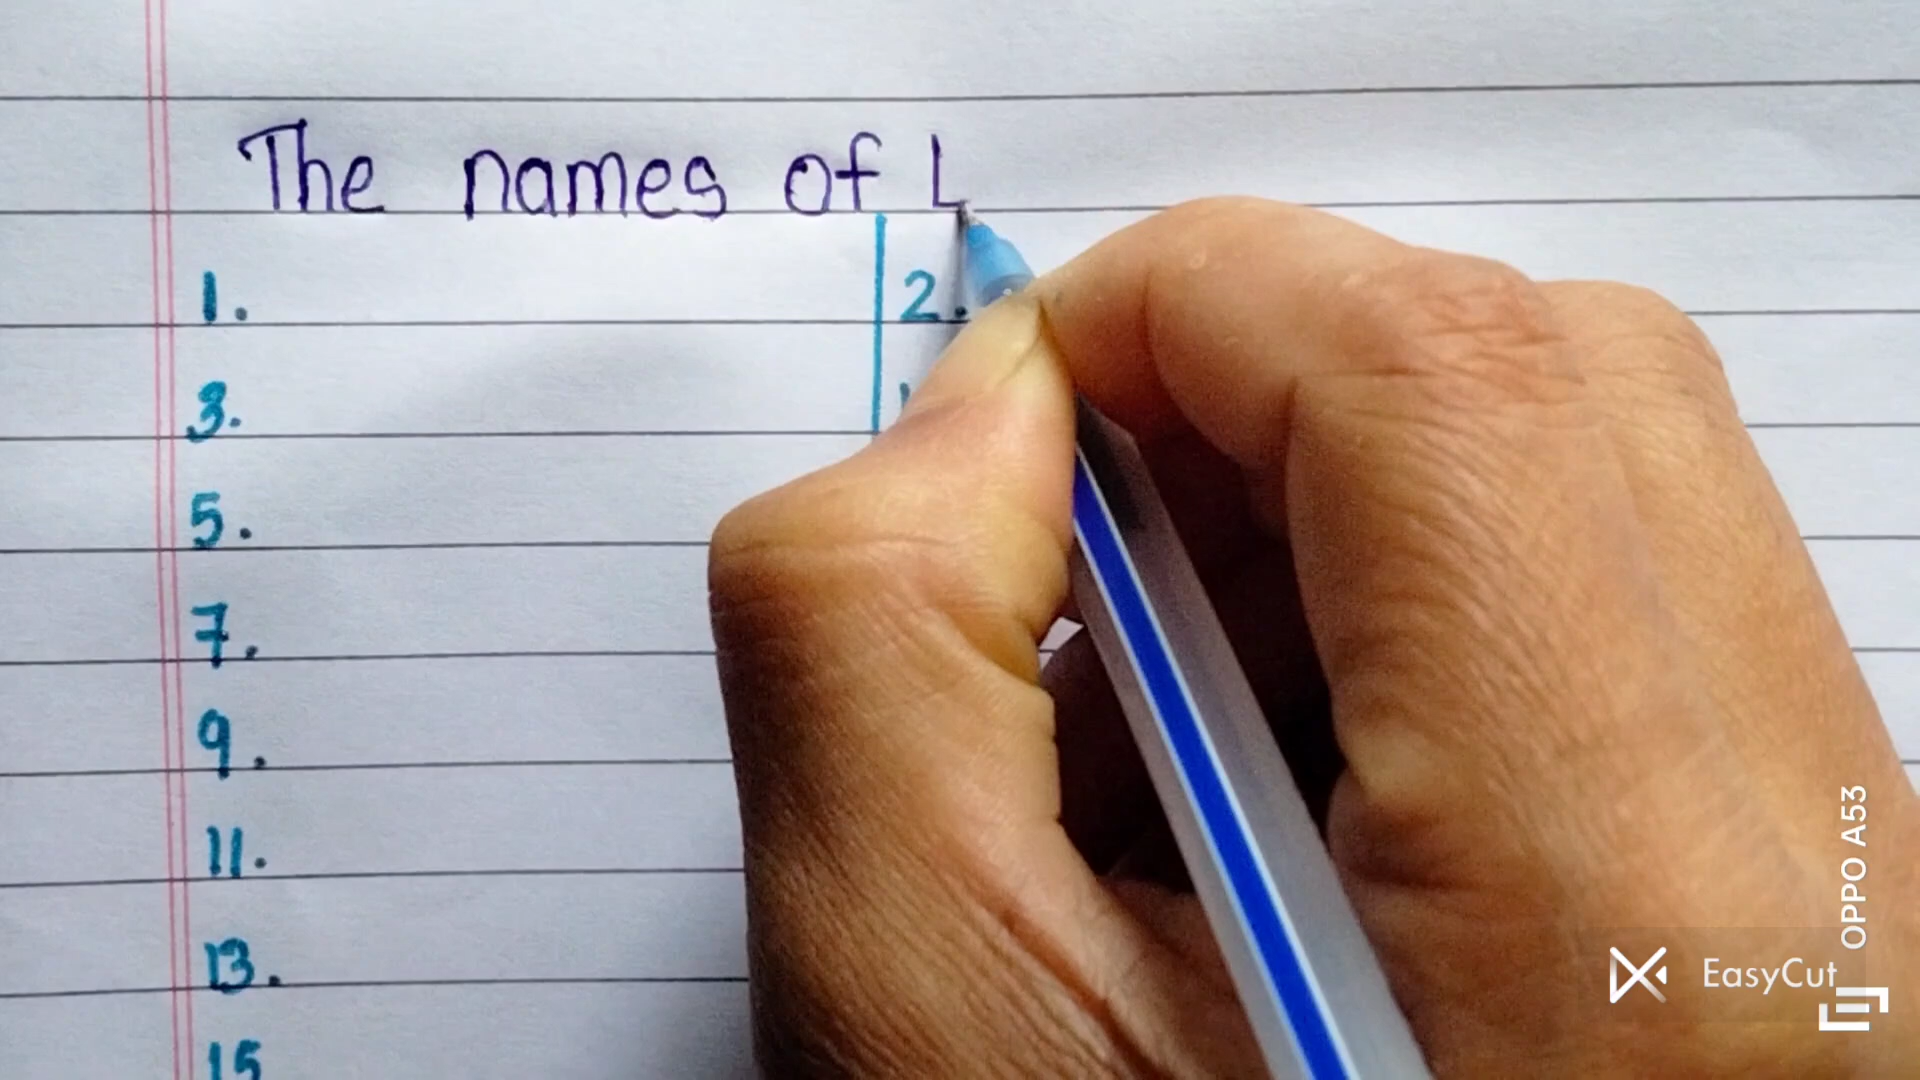 The names of L
1. 2.
3.
5.
7.
9.
11.
13.
15
OPPO A53
EasyCut